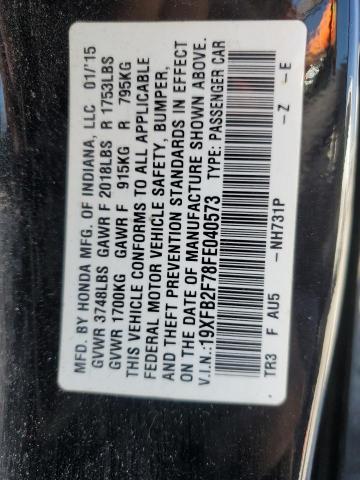 MFD. BY HONDA MFG. OF INDIANA, LLC 01/'15
GVWR 3748LBS GAWR F 2018LBS R 1753LBS
GVWR 1700KG GAWR F 915KG R 795KG
THIS VEHICLE CONFORMS TO ALL APPLICABLE
FEDERAL MOTOR VEHICLE SAFETY, BUMPER,
AND THEFT PREVENTION STANDARDS IN EFFECT
ON THE DATE OF MANUFACTURE SHOWN ABOVE.
V.I.N.:19XFB2F78FE040573 TYPE: PASSENGER CAR
TR3 F AU5 -NH731P -Z -E